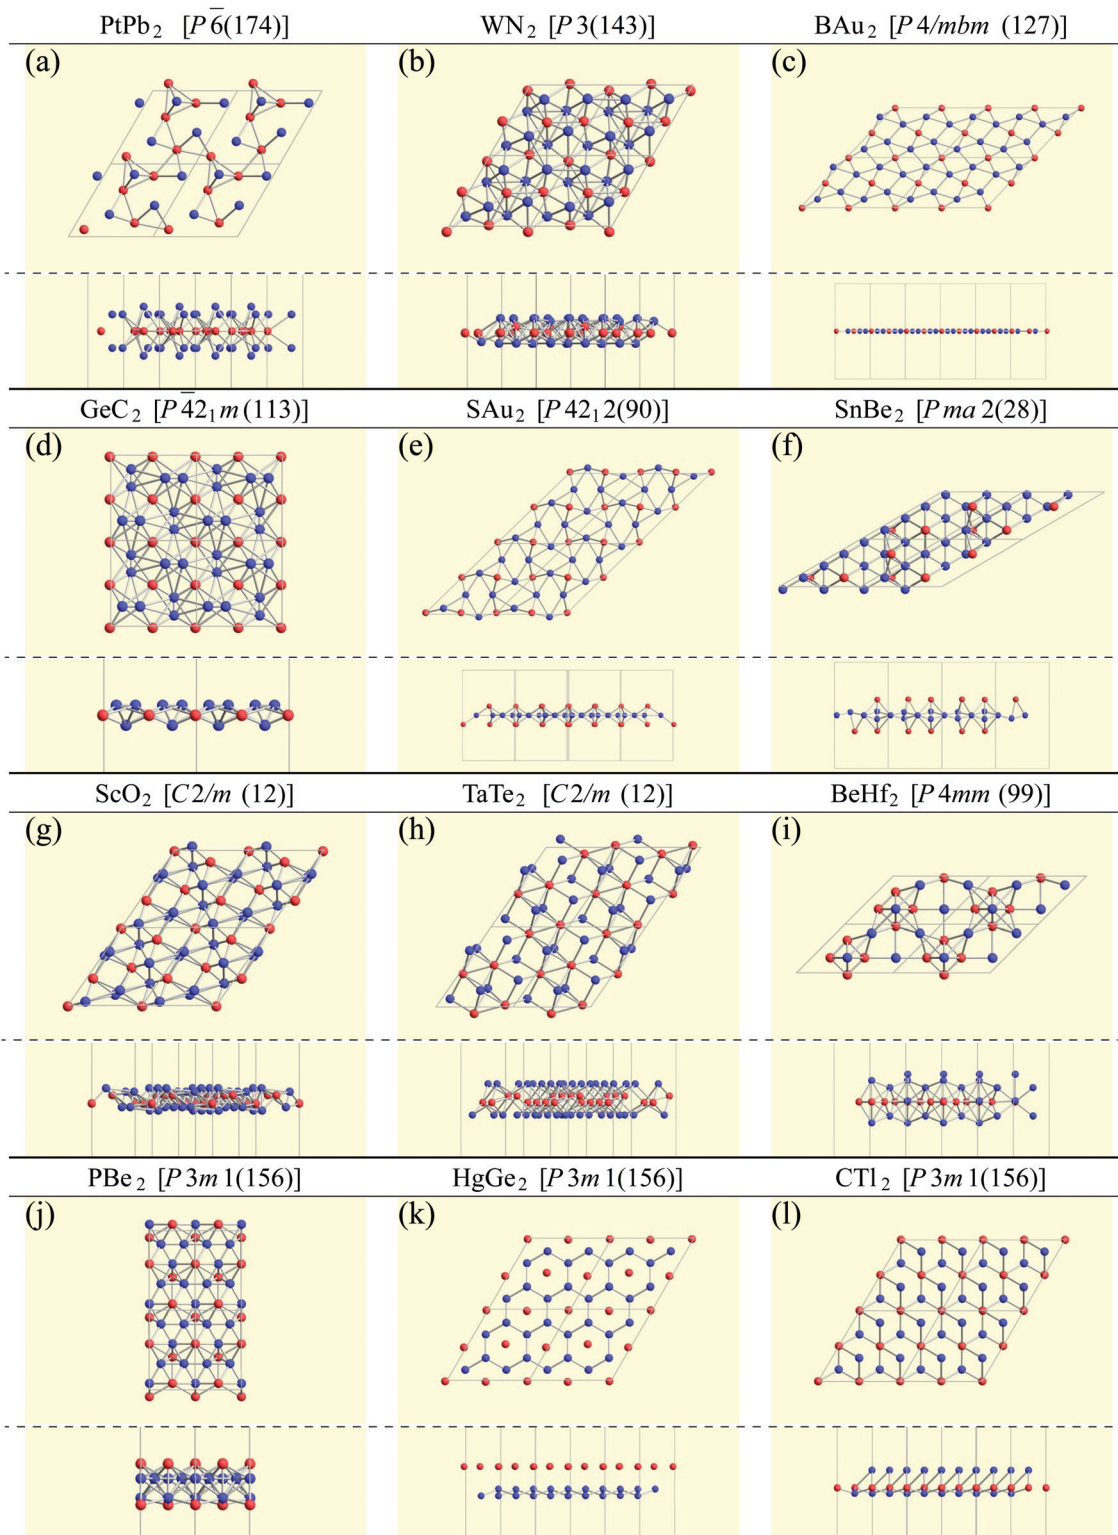 PtPb₂ [P6̅(174)] WN₂ [P3(143)] BAu₂ [P4/mbm (127)]
(a) (b) (c)
GeC₂ [P4̅2₁m(113)] SAu₂ [P42₁2(90)] SnBe₂ [Pma2(28)]
(d) (e) (f)
ScO₂ [C2/m (12)] TaTe₂ [C2/m (12)] BeHf₂ [P4mm (99)]
(g) (h) (i)
PBe₂ [P3m1(156)] HgGe₂ [P3m1(156)] CTl₂ [P3m1(156)]
(j) (k) (l)